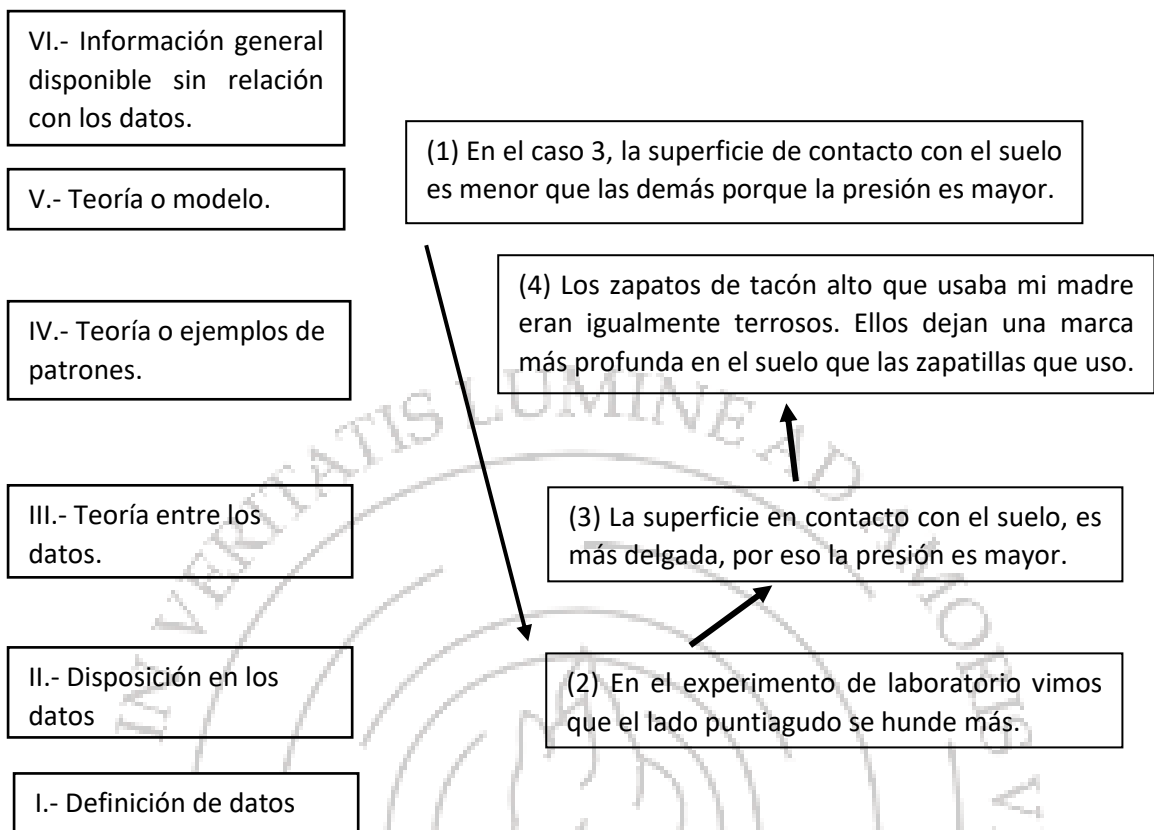 VI.- Información general
disponible sin relación
con los datos.
(1) En el caso 3, la superficie de contacto con el suelo
es menor que las demás porque la presión es mayor.
V.- Teoría o modelo.
(4) Los zapatos de tacón alto que usaba mi madre
eran igualmente terrosos. Ellos dejan una marca
más profunda en el suelo que las zapatillas que uso.
IV.- Teoría o ejemplos de
patrones.
III.- Teoría entre los
datos.
(3) La superficie en contacto con el suelo, es
más delgada, por eso la presión es mayor.
II.- Disposición en los
datos
(2) En el experimento de laboratorio vimos
que el lado puntiagudo se hunde más.
I.- Definición de datos
IN VERITATIS LUMINE AD AMORIS V